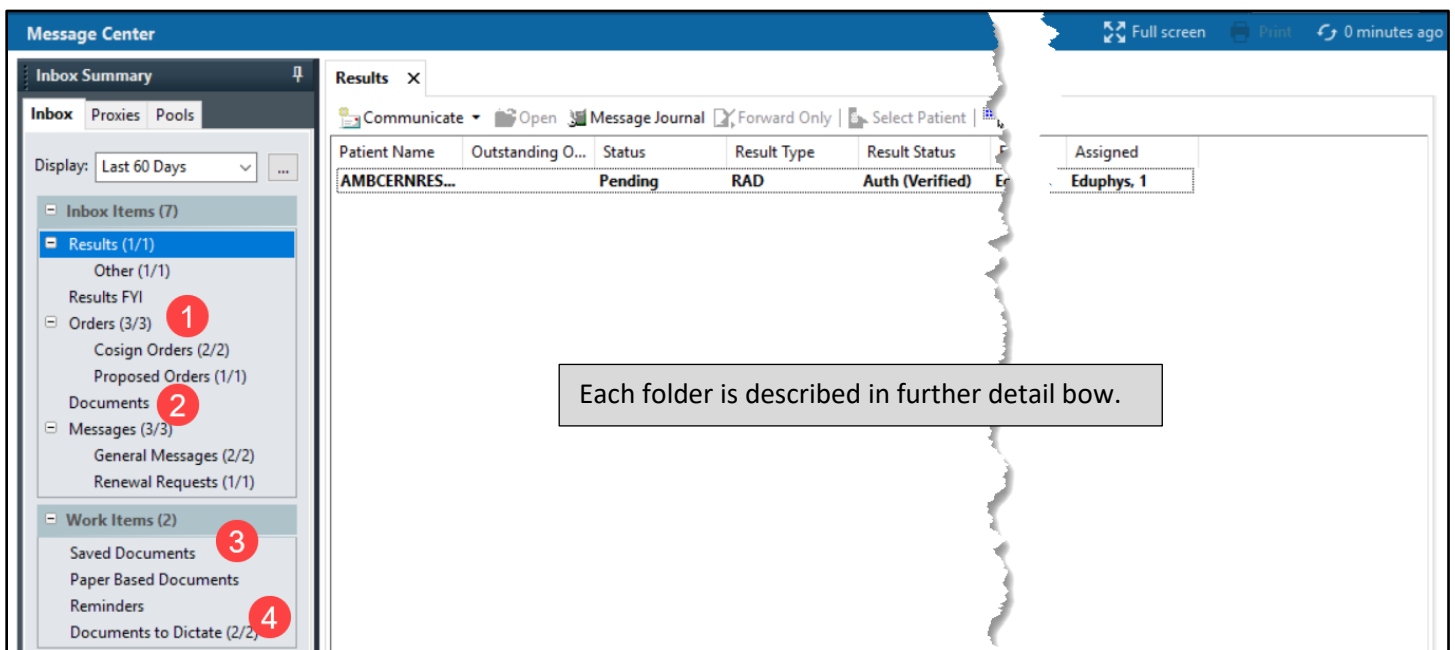 Message Center
Full screen Print 0 minutes ago
Inbox Summary
Inbox Proxies Pools
Display: Last 60 Days ...
Inbox Items (7)
Results (1/1)
Other (1/1)
Results FYI
Orders (3/3) 1
Cosign Orders (2/2)
Proposed Orders (1/1)
Documents 2
Messages (3/3)
General Messages (2/2)
Renewal Requests (1/1)
Work Items (2)
Saved Documents 3
Paper Based Documents
Reminders
Documents to Dictate (2/2) 4
Results X
Communicate Open Message Journal Forward Only Select Patient
Patient Name Outstanding O... Status Result Type Result Status Assigned
AMBCERNRES... Pending RAD Auth (Verified) Eduphys, 1
Each folder is described in further detail bow.